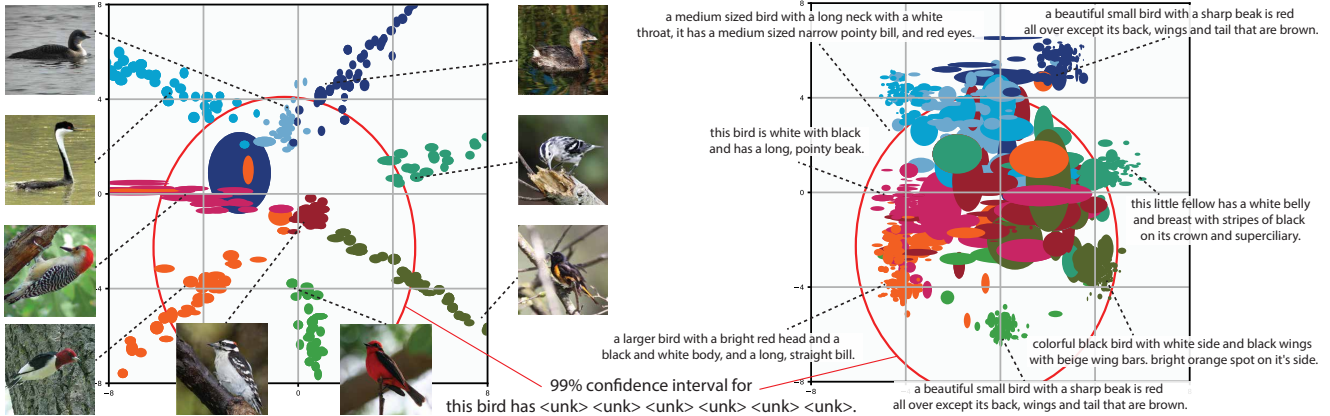 8
4
0
−4
−8
−8
0
8
a medium sized bird with a long neck with a white
throat, it has a medium sized narrow pointy bill, and red eyes.
a beautiful small bird with a sharp beak is red
all over except its back, wings and tail that are brown.
8
4
this bird is white with black
and has a long, pointy beak.
0
this little fellow has a white belly
and breast with stripes of black
on its crown and superciliary.
−4
a larger bird with a bright red head and a
black and white body, and a long, straight bill.
colorful black bird with white side and black wings
with beige wing bars. bright orange spot on it's side.
−8
−8
a beautiful small bird with a sharp beak is red
all over except its back, wings and tail that are brown.
99% confidence interval for
this bird has <unk> <unk> <unk> <unk> <unk> <unk>.